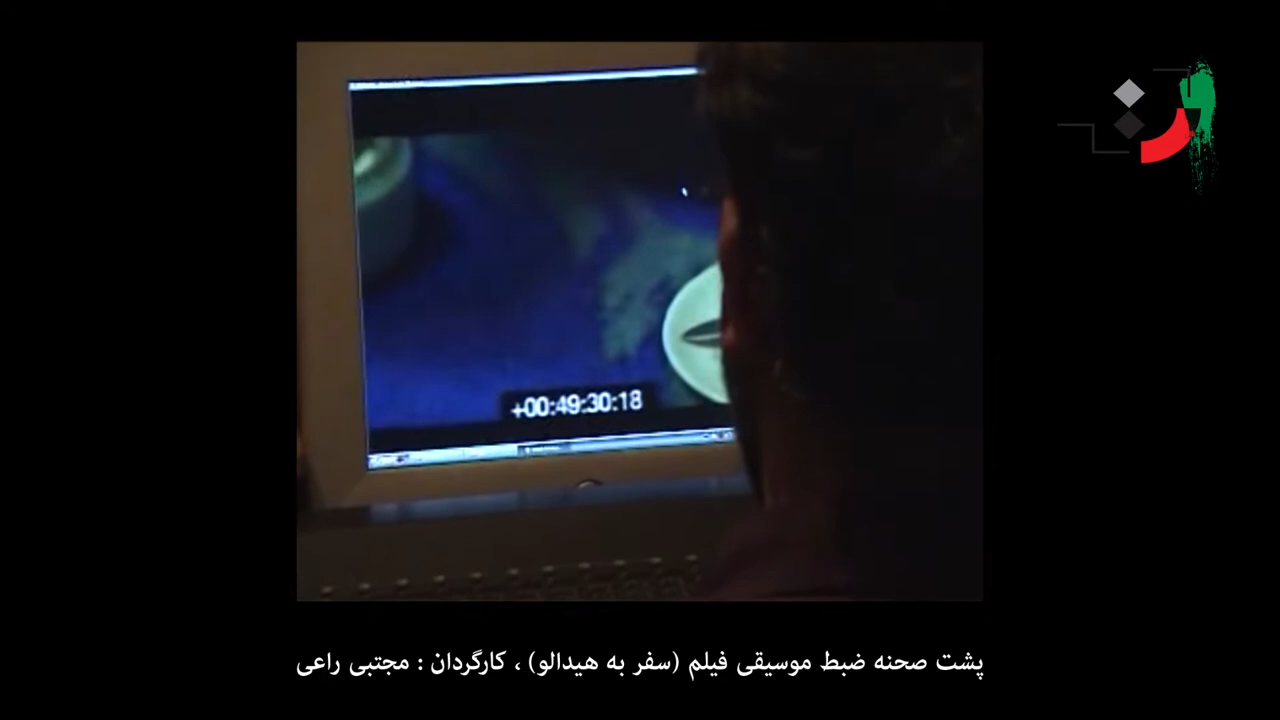 +00:49:30:18
پشت صحنه ضبط موسیقی فیلم (سفر به هیدالو) ، کارگردان : مجتبی راعی